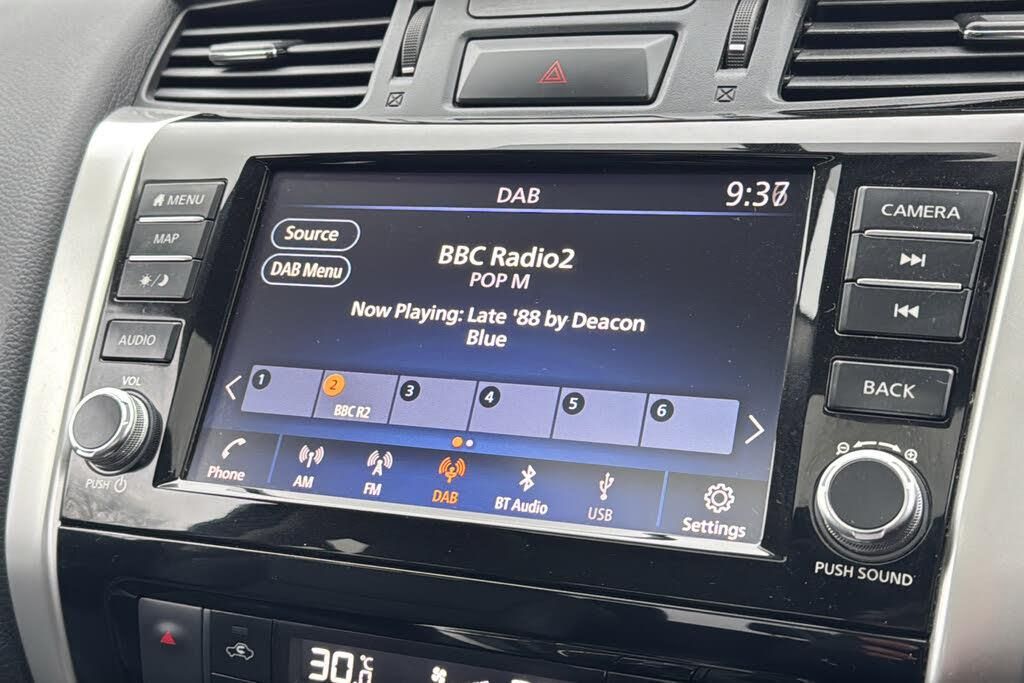 DAB
Source
DAB Menu
BBC Radio2
POP M
Now Playing: Late '88 by Deacon
Blue
1 2 3 4 5 6
BBC R2
Phone AM FM DAB BT Audio USB Settings
MENU
MAP
AUDIO
VOL
PUSH
CAMERA
BACK
PUSH SOUND
30.0°C